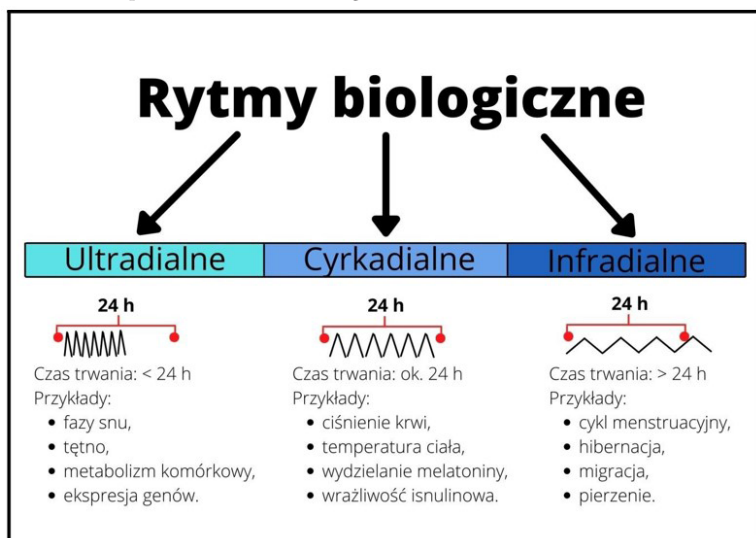 Rytmy biologiczne
Ultradialne
Cyrkadialne
Infradialne
24 h
Czas trwania: < 24 h
Przykłady:
• fazy snu,
• tętno,
• metabolizm komórkowy,
• ekspresja genów.
24 h
Czas trwania: ok. 24 h
Przykłady:
• ciśnienie krwi,
• temperatura ciała,
• wydzielanie melatoniny,
• wrażliwość isnulinowa.
24 h
Czas trwania: > 24 h
Przykłady:
• cykl menstruacyjny,
• hibernacja,
• migracja,
• pierzenie.